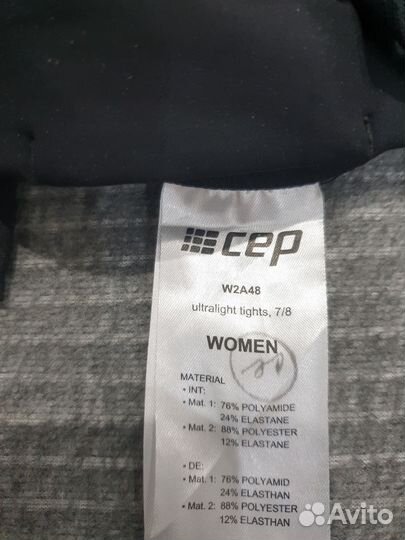 cep
W2A48
ultralight tights, 7/8
WOMEN
MATERIAL
• INT:
• Mat. 1: 76% POLYAMIDE
24% ELASTANE
• Mat. 2: 88% POLYESTER
12% ELASTANE
• DE:
• Mat. 1: 76% POLYAMID
24% ELASTHAN
• Mat. 2: 88% POLYESTER
12% ELASTHAN
Avito